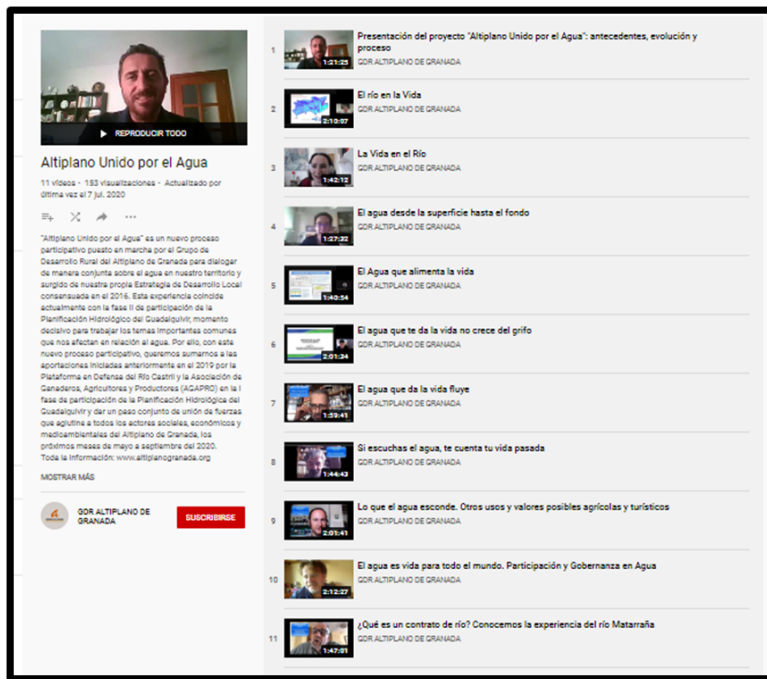 REPRODUCIR TODO
Altiplano Unido por el Agua
11 vídeos · 153 visualizaciones · Actualizado por
última vez el 7 jul. 2020
"Altiplano Unido por el Agua" es un nuevo proceso
participativo puesto en marcha por el Grupo de
Desarrollo Rural del Altiplano de Granada para dialogar
de manera conjunta sobre el agua en nuestro territorio y
surgido de nuestra propia Estrategia de Desarrollo Local
consensuada en el 2016. Esta experiencia coincide
actualmente con la fase II de participación de la
Planificación Hidrológico del Guadalquivir, momento
decisivo para trabajar los temas importantes comunes
que nos afectan en relación al agua. Por ello, con este
nuevo proceso participativo, queremos sumarnos a las
aportaciones iniciadas anteriormente en el 2019 por la
Plataforma en Defensa del Río Castril y la Asociación de
Ganaderos, Agricultores y Productores (AGAPRO) en la I
fase de participación de la Planificación Hidrológica del
Guadalquivir y dar un paso conjunto de unión de fuerzas
que aglutine a todos los actores sociales, económicos y
medioambientales del Altiplano de Granada, los
próximos meses de mayo a septiembre del 2020.
Toda la información: www.altiplanogranada.org
MOSTRAR MÁS
GDR ALTIPLANO DE
GRANADA
SUSCRIBIRSE
1
1:21:25
Presentación del proyecto "Altiplano Unido por el Agua": antecedentes, evolución y
proceso
GDR ALTIPLANO DE GRANADA
2
2:10:07
El río en la Vida
GDR ALTIPLANO DE GRANADA
3
1:42:12
La Vida en el Río
GDR ALTIPLANO DE GRANADA
4
1:27:32
El agua desde la superficie hasta el fondo
GDR ALTIPLANO DE GRANADA
5
1:40:54
El Agua que alimenta la vida
GDR ALTIPLANO DE GRANADA
6
2:01:34
El agua que te da la vida no crece del grifo
GDR ALTIPLANO DE GRANADA
7
1:59:41
El agua que da la vida fluye
GDR ALTIPLANO DE GRANADA
8
1:44:43
Si escuchas el agua, te cuenta tu vida pasada
GDR ALTIPLANO DE GRANADA
9
2:01:41
Lo que el agua esconde. Otros usos y valores posibles agrícolas y turísticos
GDR ALTIPLANO DE GRANADA
10
2:12:27
El agua es vida para todo el mundo. Participación y Gobernanza en Agua
GDR ALTIPLANO DE GRANADA
11
1:47:01
¿Qué es un contrato de río? Conocemos la experiencia del río Matarraña
GDR ALTIPLANO DE GRANADA